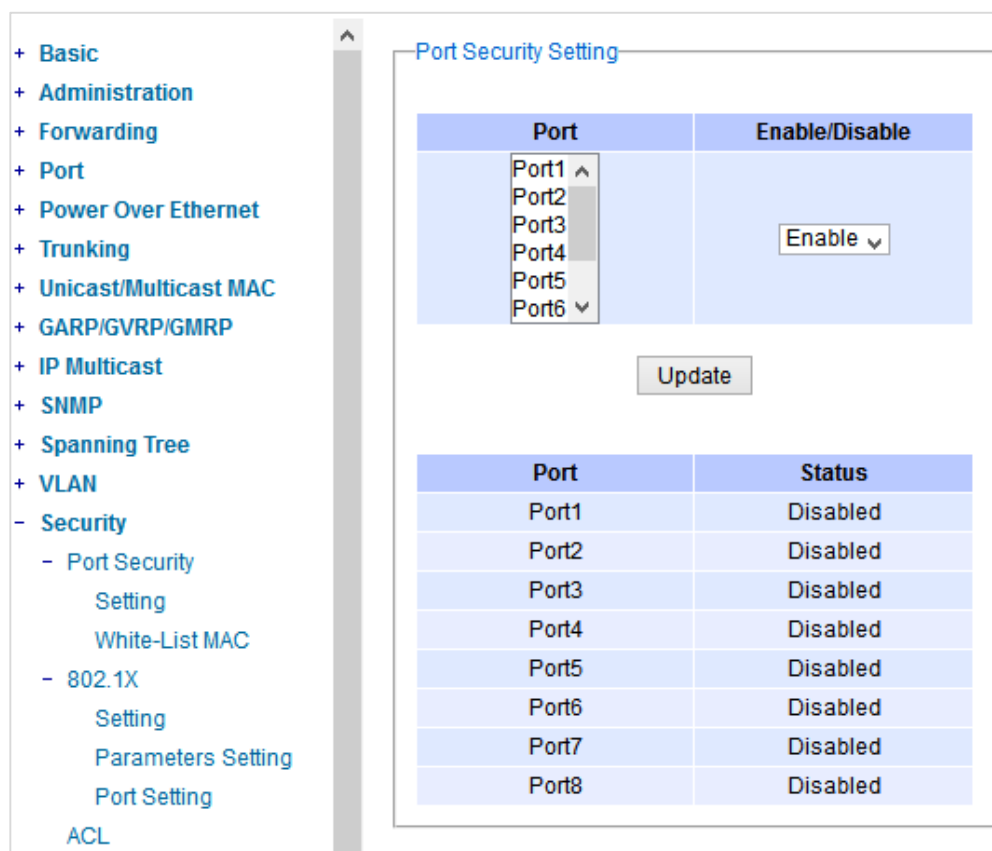 + Basic
+ Administration
+ Forwarding
+ Port
+ Power Over Ethernet
+ Trunking
+ Unicast/Multicast MAC
+ GARP/GVRP/GMRP
+ IP Multicast
+ SNMP
+ Spanning Tree
+ VLAN
- Security
- Port Security
Setting
White-List MAC
- 802.1X
Setting
Parameters Setting
Port Setting
ACL
Port Security Setting
Port Enable/Disable
Port1
Port2
Port3
Port4
Port5
Port6
Enable
Update
Port Status
Port1 Disabled
Port2 Disabled
Port3 Disabled
Port4 Disabled
Port5 Disabled
Port6 Disabled
Port7 Disabled
Port8 Disabled